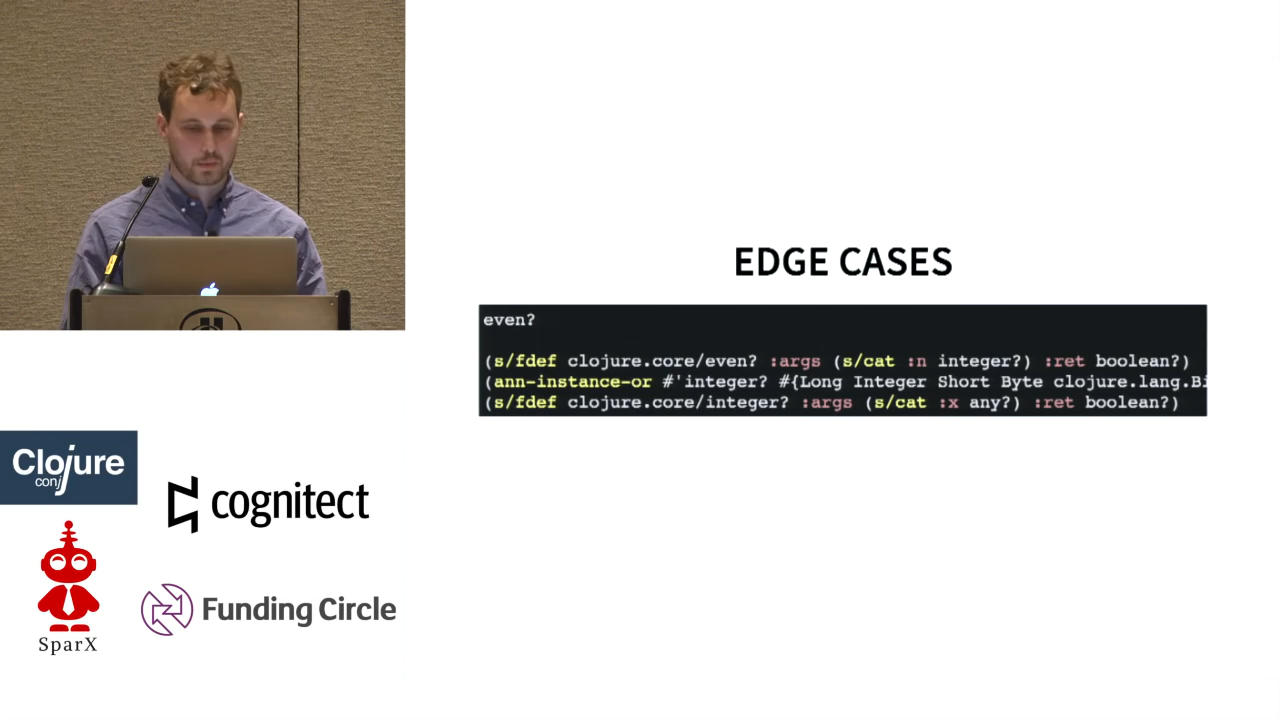 EDGE CASES
even?
(s/fdef clojure.core/even? :args (s/cat :n integer?) :ret boolean?)
(ann-instance-or #'integer? #{Long Integer Short Byte clojure.lang.Bi
(s/fdef clojure.core/integer? :args (s/cat :x any?) :ret boolean?)
Clojure
conj
cognitect
SparX
Funding Circle